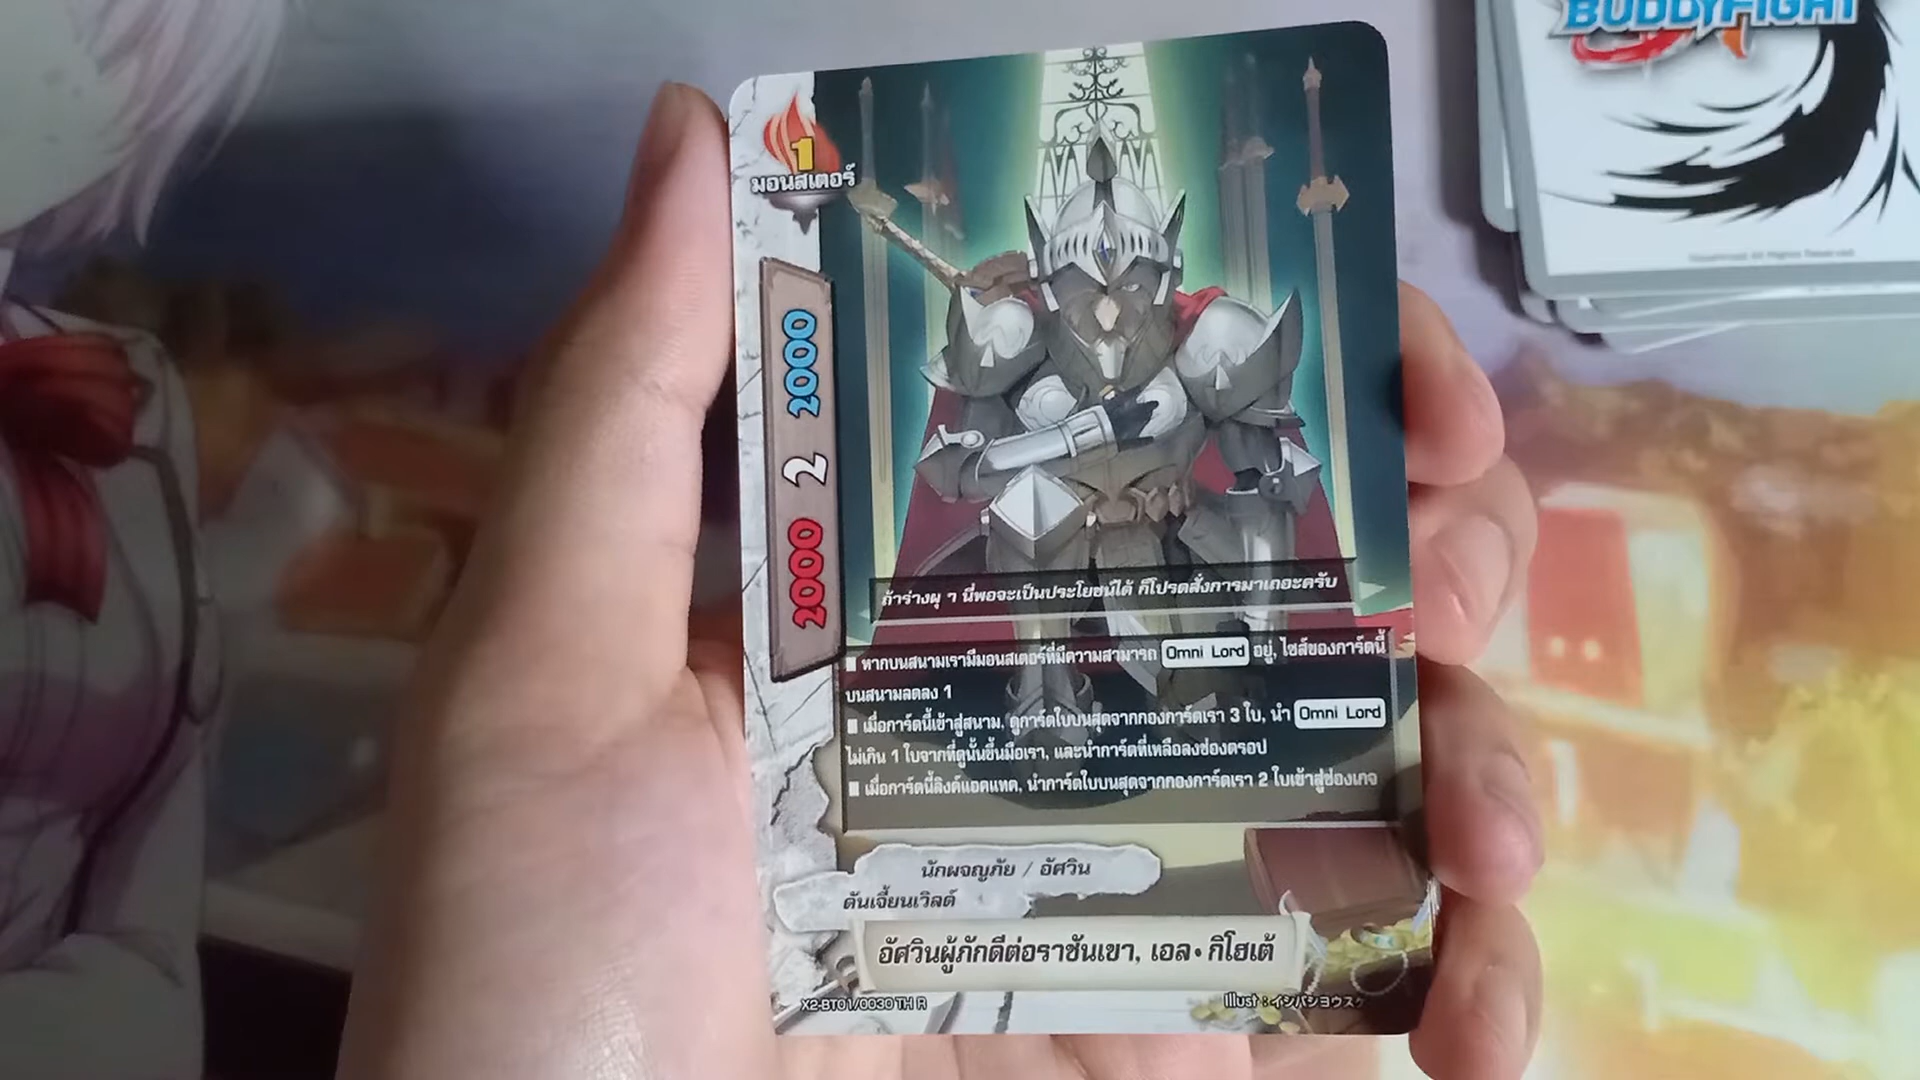 BUDDYFIGHT
1
มอนสเตอร์
2000
2
2000
ถ้าร่างผุ ๆ นี่พอจะเป็นประโยชน์ได้ ก็โปรดสั่งการมาเถอะครับ
■ หากบนสนามเรามีมอนสเตอร์ที่มีความสามารถ Omni Lord อยู่, ไซส์ของการ์ดนี้
บนสนามลดลง 1
■ เมื่อการ์ดนี้เข้าสู่สนาม, ดูการ์ดใบบนสุดจากกองการ์ดเรา 3 ใบ, นำ Omni Lord
ไม่เกิน 1 ใบจากที่ดูนั้นขึ้นมือเรา, และนำการ์ดที่เหลือลงช่องดรอป
■ เมื่อการ์ดนี้ลิงค์แอคแทค, นำการ์ดใบบนสุดจากกองการ์ดเรา 2 ใบเข้าสู่ช่องเกจ
นักผจญภัย / อัศวิน
ดันเจี้ยนเวิลด์
อัศวินผู้ภักดีต่อราชันเขา, เอล・กิโฮเต้
X2-BT01/0030 TH R
Illust : イシバシヨウスケ